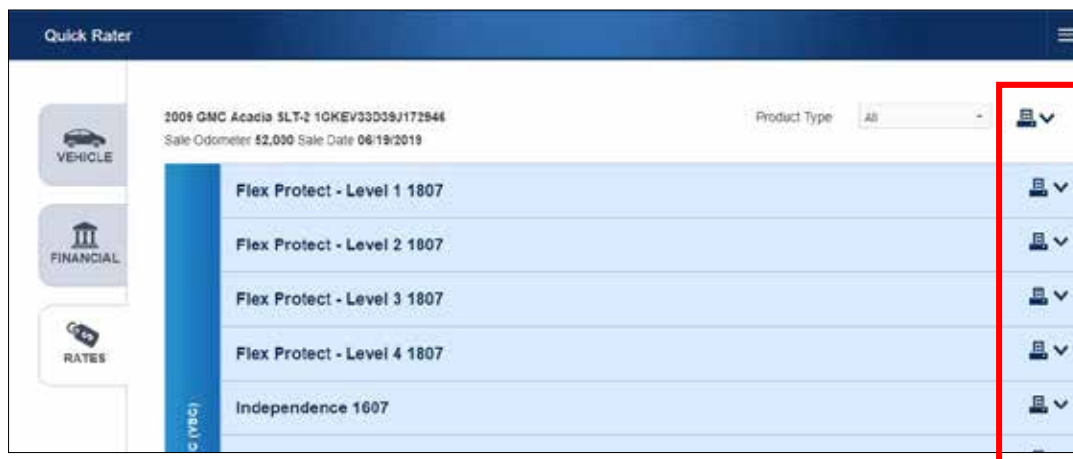 Quick Rater
2009 GMC Acadia SLT-2 1GKEV33D39J172946
Product Type All
Sale Odometer 52,000 Sale Date 06/19/2019
VEHICLE
FINANCIAL
RATES
Flex Protect - Level 1 1807
Flex Protect - Level 2 1807
Flex Protect - Level 3 1807
Flex Protect - Level 4 1807
Independence 1607